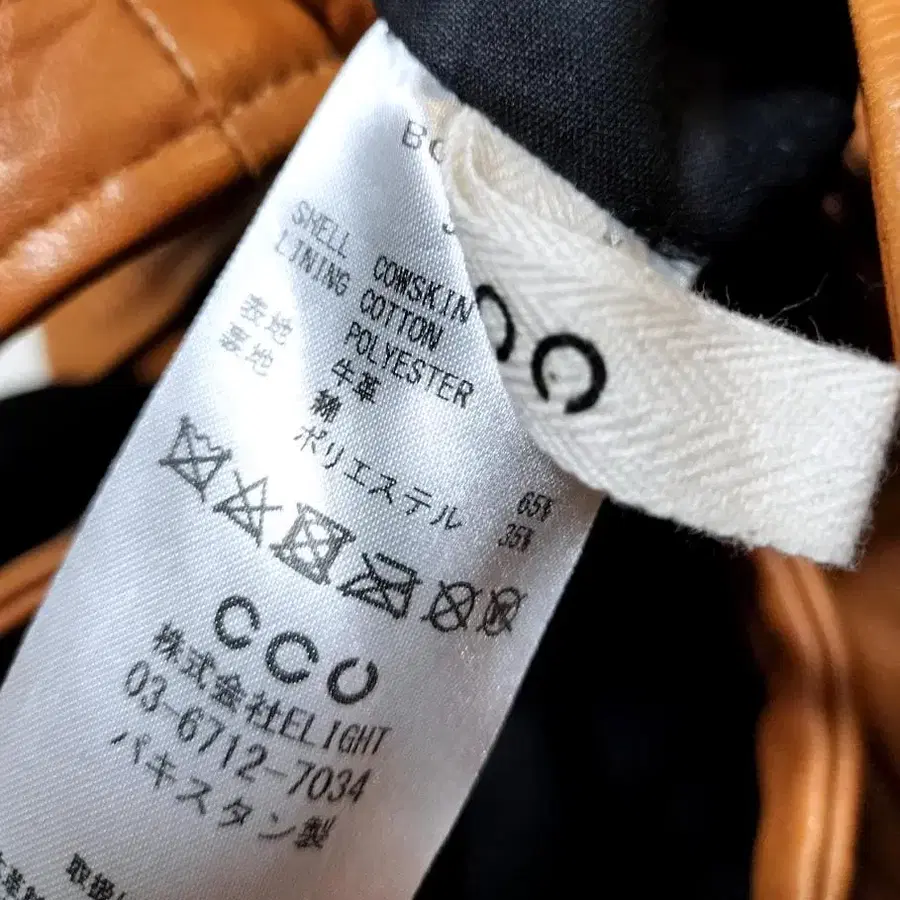 SHELL COWSKIN
LINING COTTON
POLYESTER
表地 牛革
裏地 綿 65%
ポリエステル 35%
CCC
株式会社ELIGHT
03-6712-7034
パキスタン製
取扱